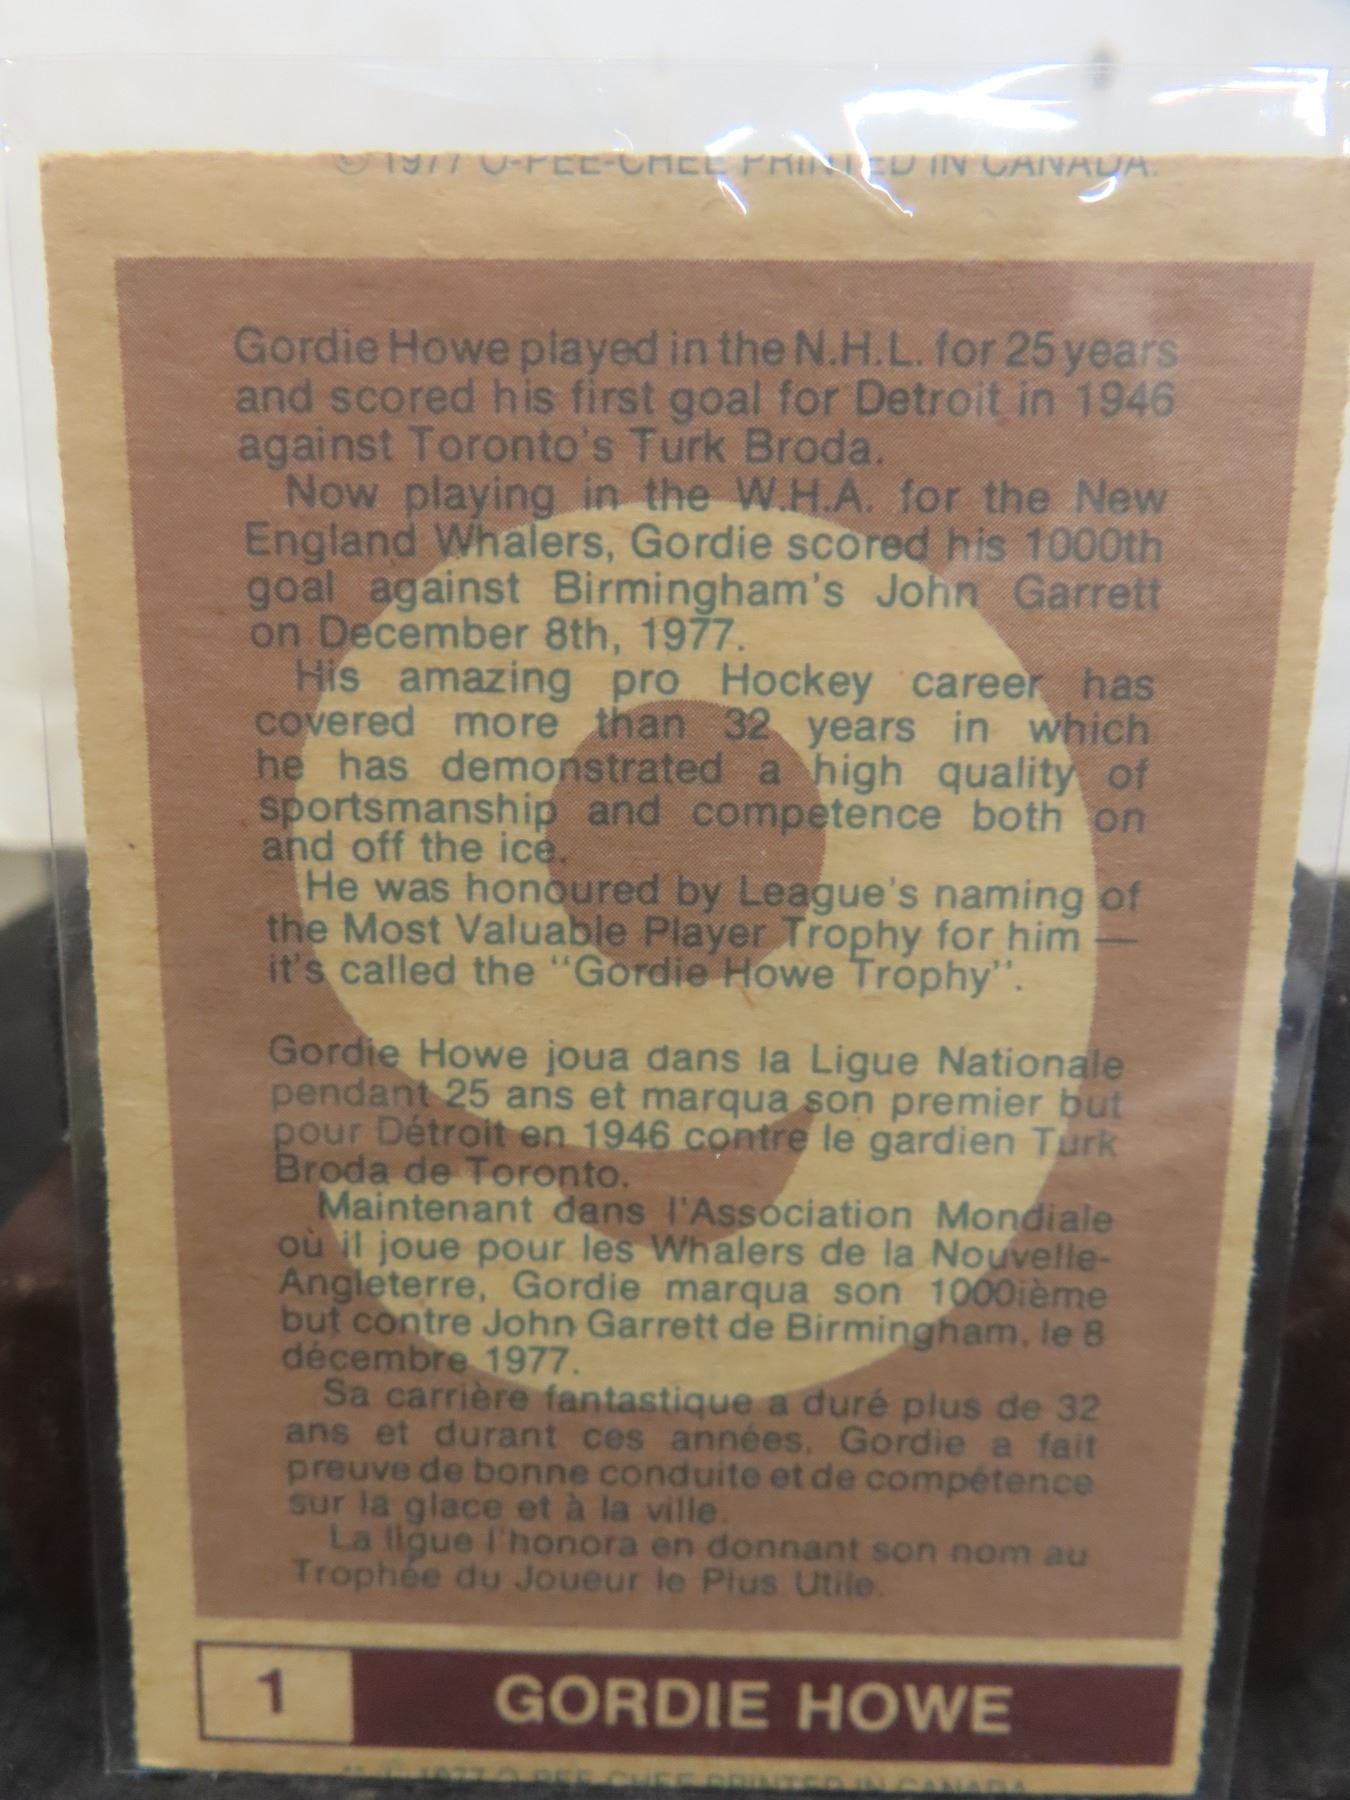 © 1977 O-PEE-CHEE PRINTED IN CANADA.
Gordie Howe played in the N.H.L. for 25 years
and scored his first goal for Detroit in 1946
against Toronto's Turk Broda.
Now playing in the W.H.A. for the New
England Whalers, Gordie scored his 1000th
goal against Birmingham's John Garrett
on December 8th, 1977.
His amazing pro Hockey career has
covered more than 32 years in which
he has demonstrated a high quality of
sportsmanship and competence both on
and off the ice.
He was honoured by League's naming of
the Most Valuable Player Trophy for him —
it's called the "Gordie Howe Trophy".
Gordie Howe joua dans la Ligue Nationale
pendant 25 ans et marqua son premier but
pour Détroit en 1946 contre le gardien Turk
Broda de Toronto.
Maintenant dans l'Association Mondiale
où il joue pour les Whalers de la Nouvelle-
Angleterre, Gordie marqua son 1000ième
but contre John Garrett de Birmingham, le 8
décembre 1977.
Sa carrière fantastique a duré plus de 32
ans et durant ces années, Gordie a fait
preuve de bonne conduite et de compétence
sur la glace et à la ville.
La ligue l'honora en donnant son nom au
Trophée du Joueur le Plus Utile.
1 GORDIE HOWE
** © 1977 O-PEE-CHEE PRINTED IN CANADA